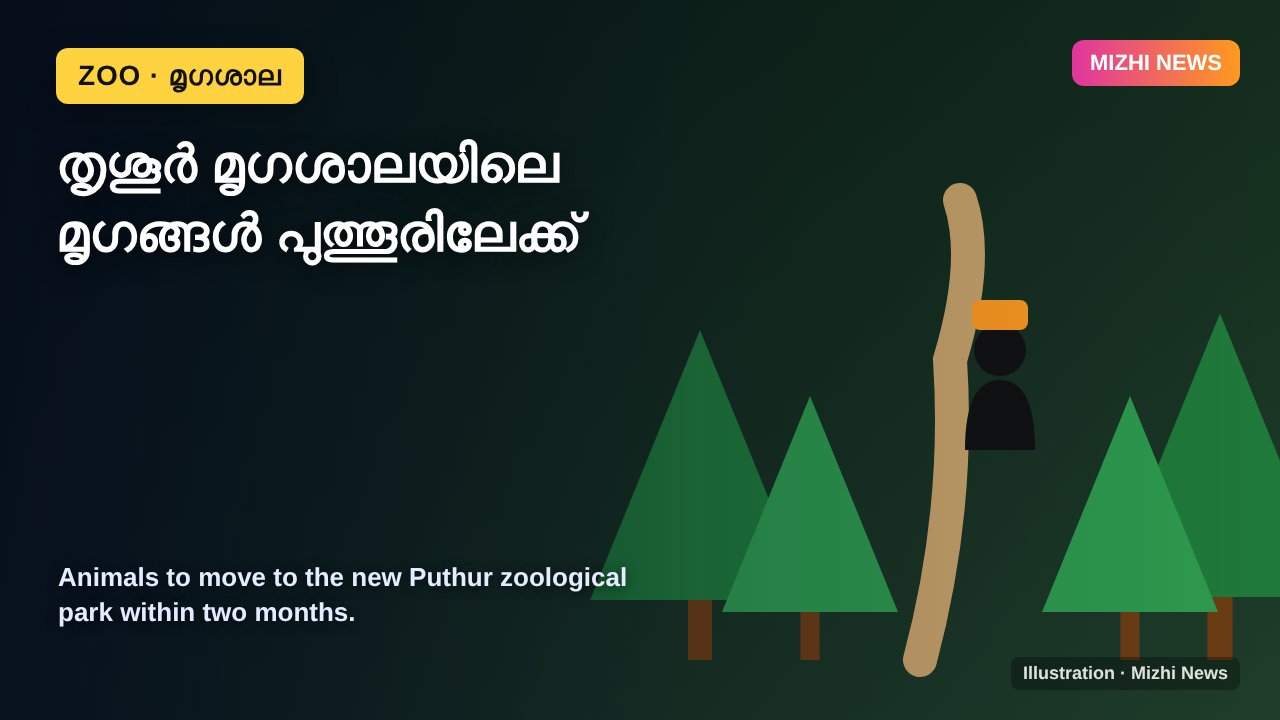 ZOO · മൃഗശാല
MIZHI NEWS
തൃശൂർ മൃഗശാലയിലെ
മൃഗങ്ങൾ പുത്തൂരിലേക്ക്
Animals to move to the new Puthur zoological
park within two months.
Illustration · Mizhi News